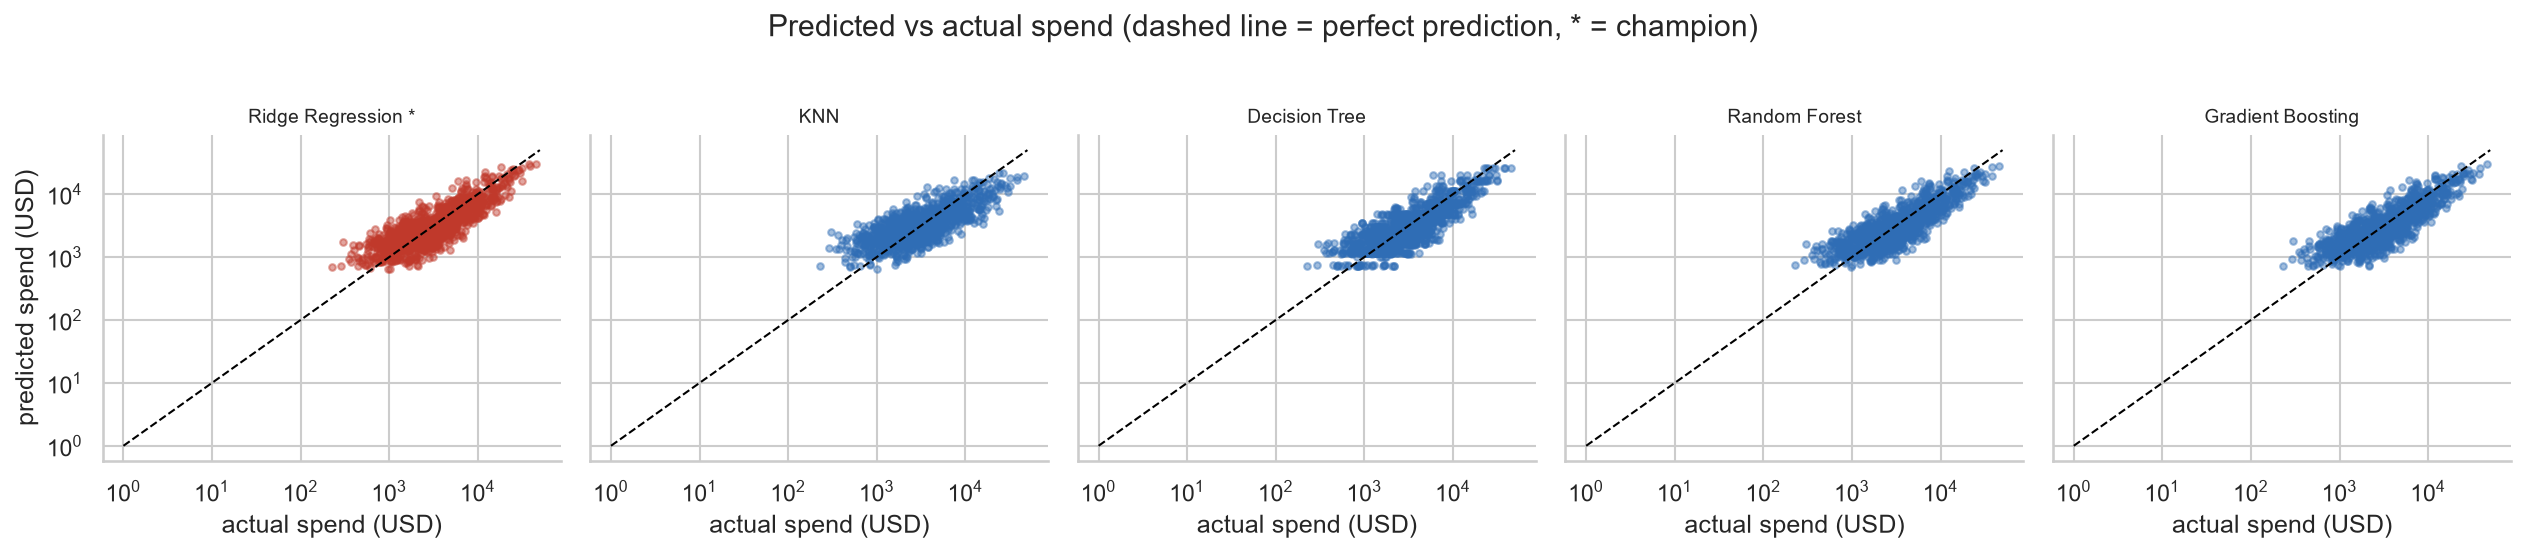 Predicted vs actual spend (dashed line = perfect prediction, * = champion)
Ridge Regression *
KNN
Decision Tree
Random Forest
Gradient Boosting
predicted spend (USD)
10⁴
10³
10²
10¹
10⁰
10⁰ 10¹ 10² 10³ 10⁴
actual spend (USD)
10⁰ 10¹ 10² 10³ 10⁴
actual spend (USD)
10⁰ 10¹ 10² 10³ 10⁴
actual spend (USD)
10⁰ 10¹ 10² 10³ 10⁴
actual spend (USD)
10⁰ 10¹ 10² 10³ 10⁴
actual spend (USD)